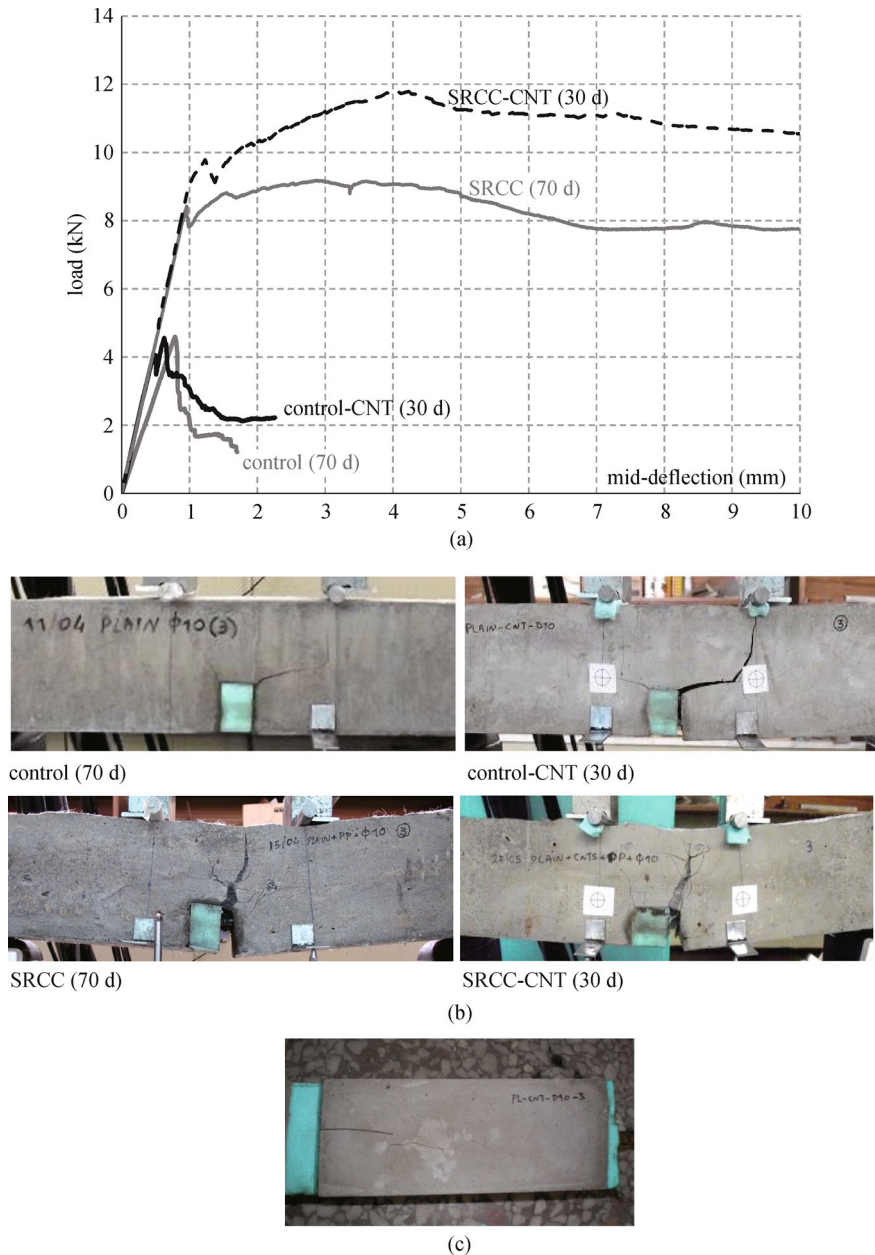 14
12
10
8
6
4
2
0
load (kN)
SRCC-CNT (30 d)
SRCC (70 d)
control-CNT (30 d)
control (70 d)
mid-deflection (mm)
0 1 2 3 4 5 6 7 8 9 10
(a)
11/04 PLAIN Φ10 (3)
PLAIN-CNT-D10
3
control (70 d)
control-CNT (30 d)
15/04 PLAIN+PP+Φ10 3
PLAIN+CNTS+PP+Φ10
3
SRCC (70 d)
SRCC-CNT (30 d)
(b)
PL-CNT-D10-3
(c)